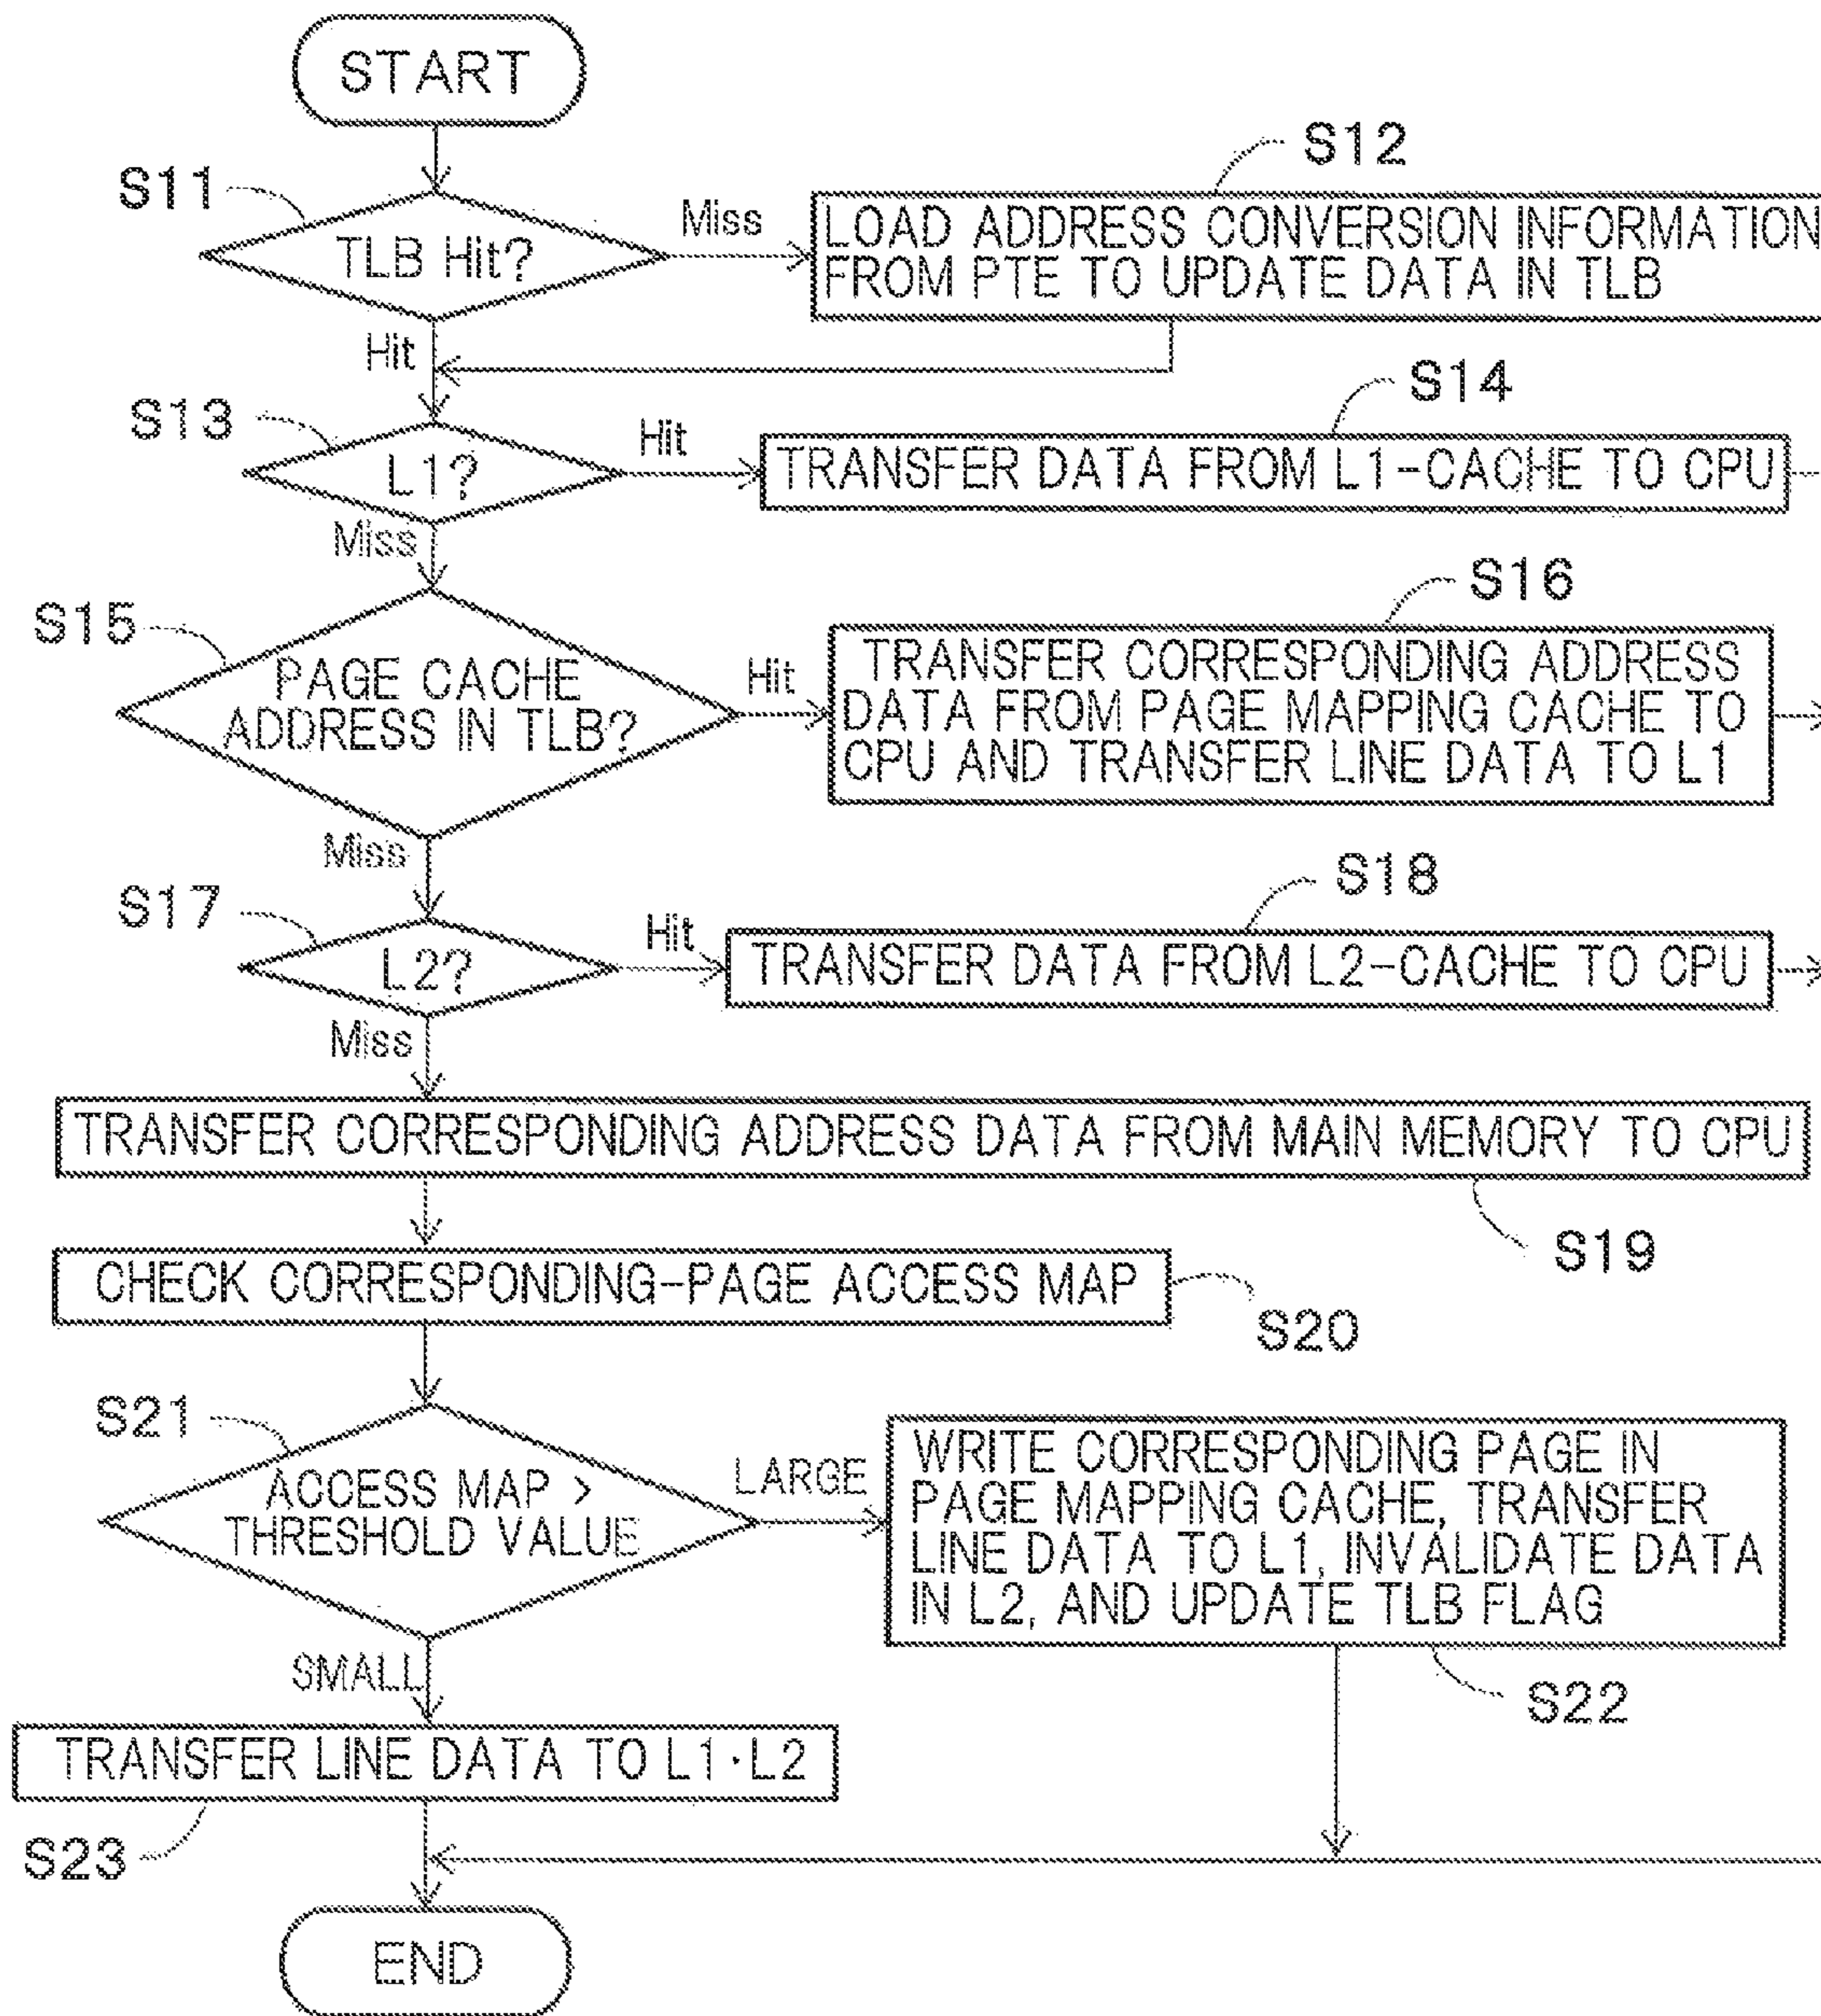 START
S11
TLB Hit?
Miss
S12
LOAD ADDRESS CONVERSION INFORMATION
FROM PTE TO UPDATE DATA IN TLB
Hit
S13
L1?
Hit
S14
TRANSFER DATA FROM L1-CACHE TO CPU
Miss
S15
PAGE CACHE
ADDRESS IN TLB?
Hit
S16
TRANSFER CORRESPONDING ADDRESS
DATA FROM PAGE MAPPING CACHE TO
CPU AND TRANSFER LINE DATA TO L1
Miss
S17
L2?
Hit
S18
TRANSFER DATA FROM L2-CACHE TO CPU
Miss
TRANSFER CORRESPONDING ADDRESS DATA FROM MAIN MEMORY TO CPU
S19
CHECK CORRESPONDING-PAGE ACCESS MAP
S20
S21
ACCESS MAP >
THRESHOLD VALUE
LARGE
WRITE CORRESPONDING PAGE IN
PAGE MAPPING CACHE, TRANSFER
LINE DATA TO L1, INVALIDATE DATA
IN L2, AND UPDATE TLB FLAG
S22
SMALL
TRANSFER LINE DATA TO L1·L2
S23
END